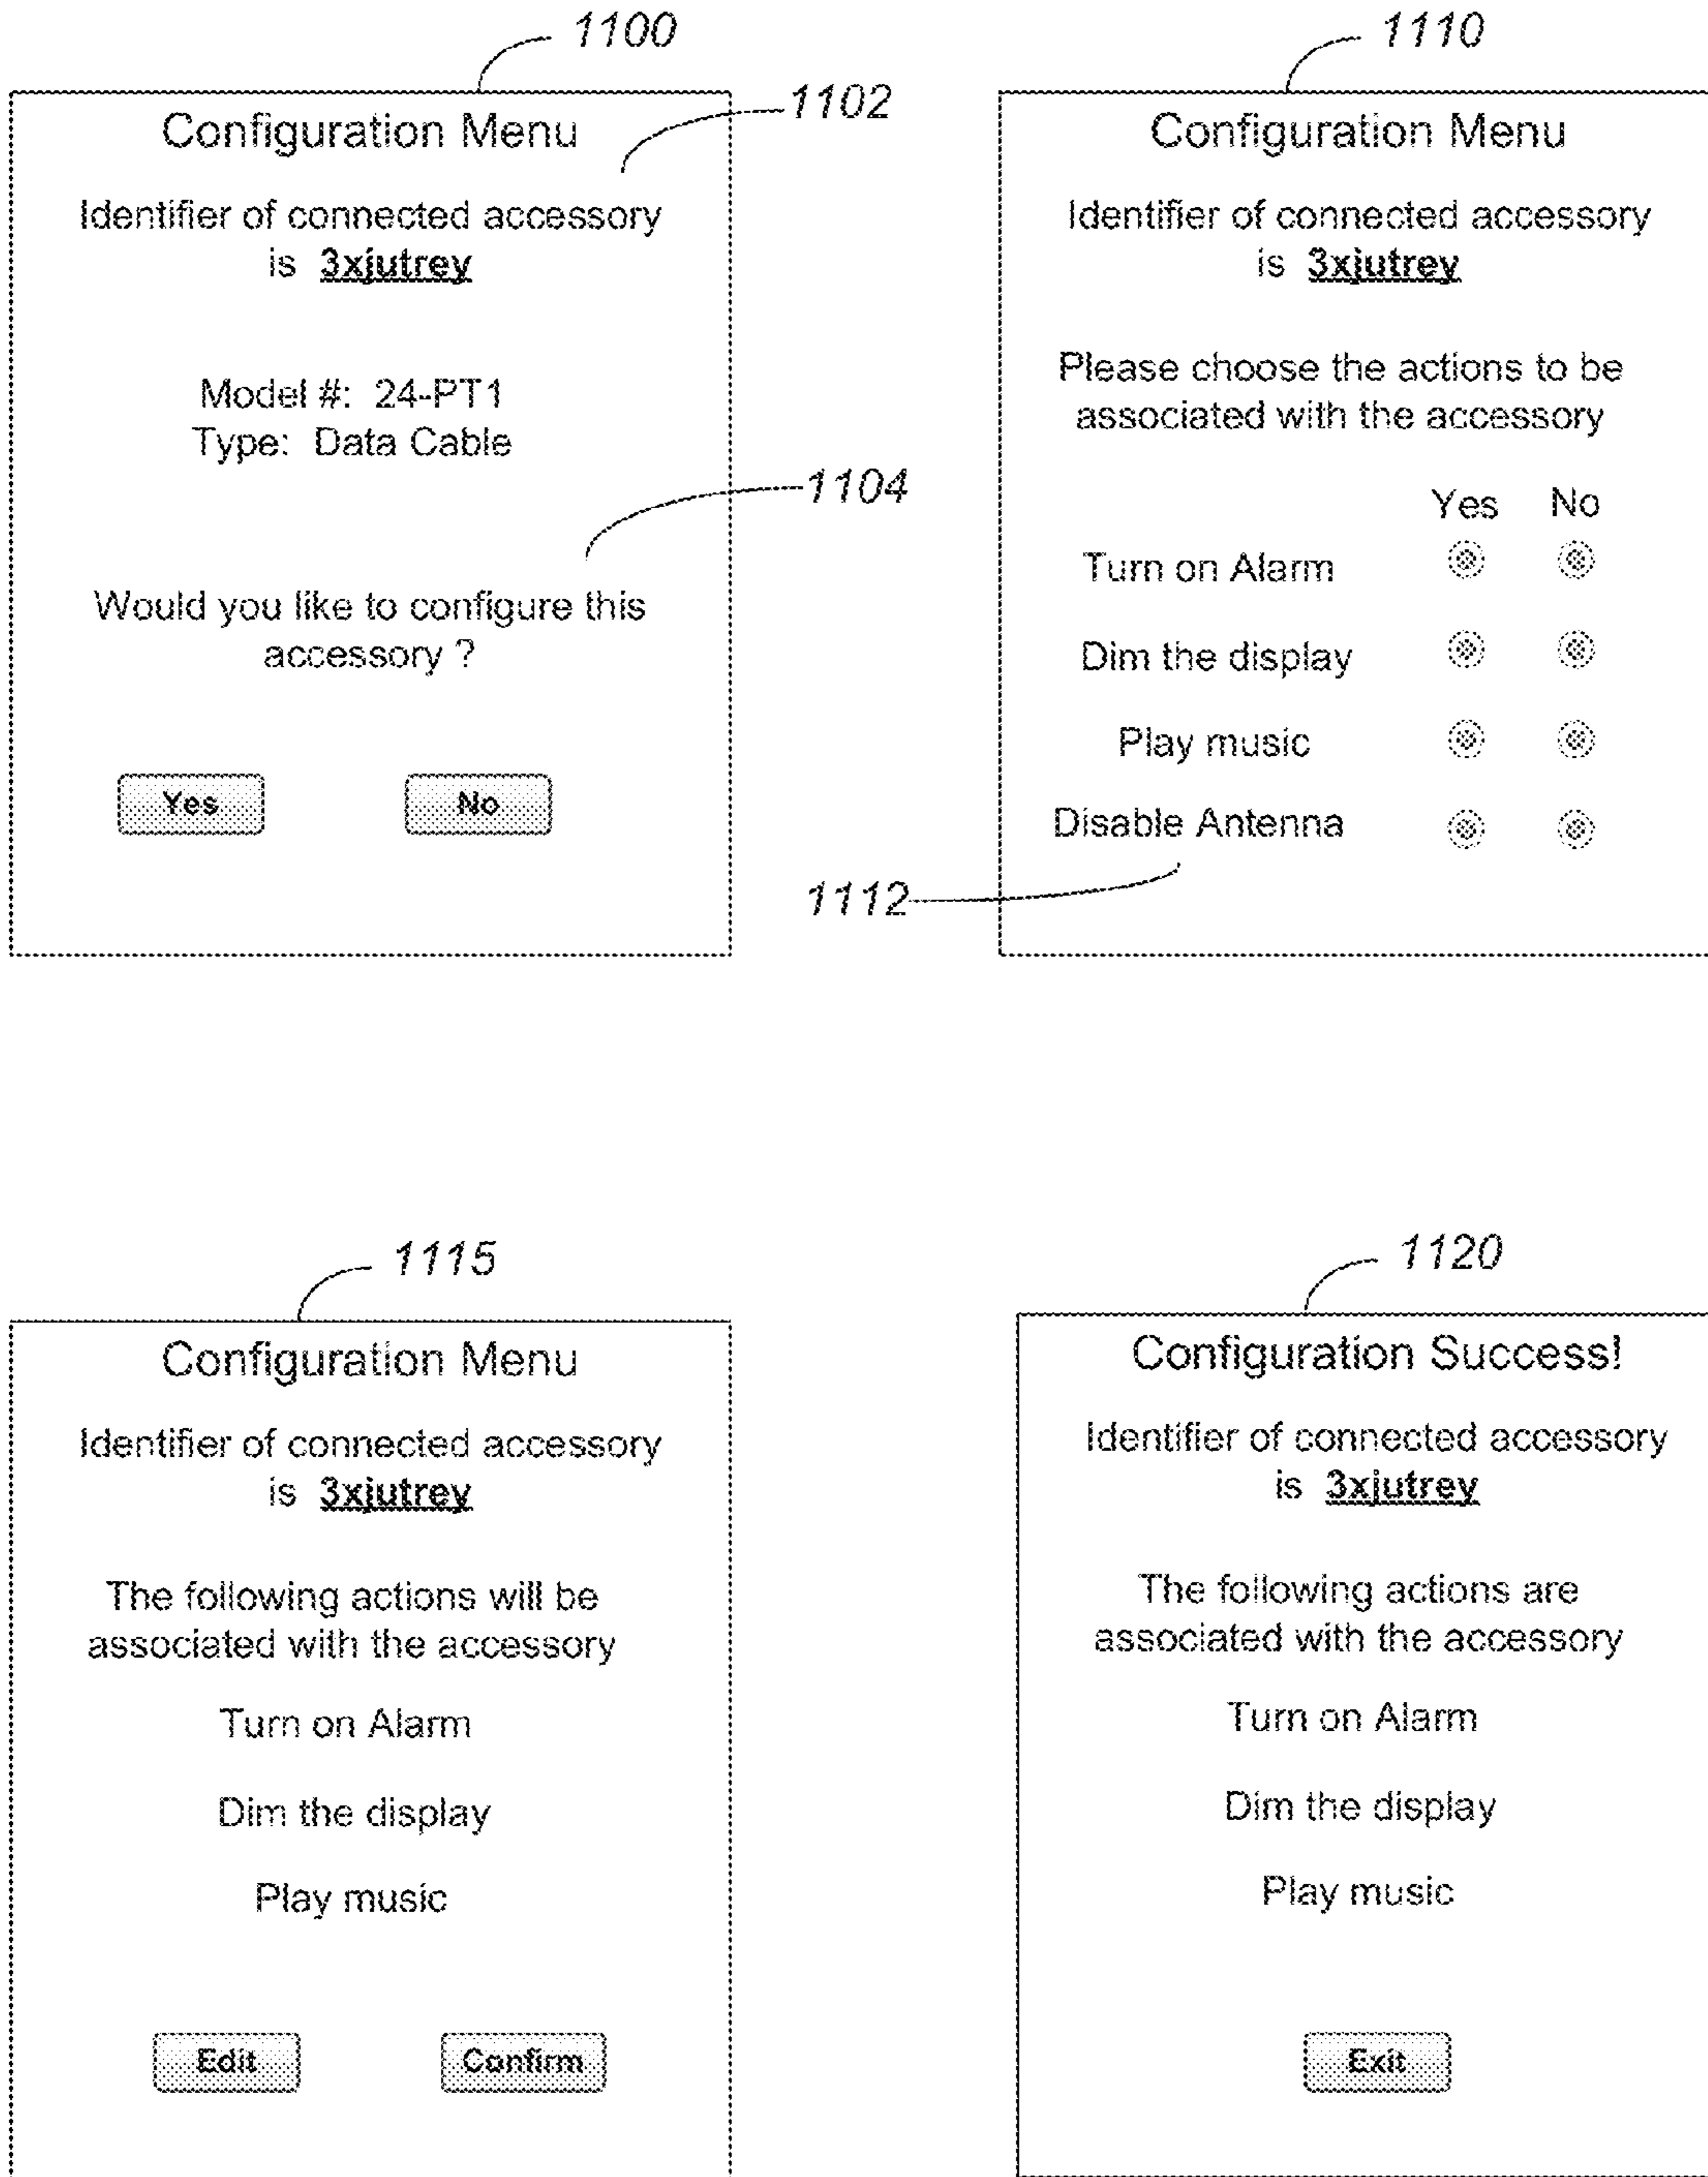 1100
1102
Configuration Menu
Identifier of connected accessory
is 3xjutrey
Model #: 24-PT1
Type: Data Cable
1104
Would you like to configure this
accessory ?
Yes No
1110
Configuration Menu
Identifier of connected accessory
is 3xjutrey
Please choose the actions to be
associated with the accessory
Yes No
Turn on Alarm
Dim the display
Play music
Disable Antenna
1112
1115
Configuration Menu
Identifier of connected accessory
is 3xjutrey
The following actions will be
associated with the accessory
Turn on Alarm
Dim the display
Play music
Edit Confirm
1120
Configuration Success!
Identifier of connected accessory
is 3xjutrey
The following actions are
associated with the accessory
Turn on Alarm
Dim the display
Play music
Exit